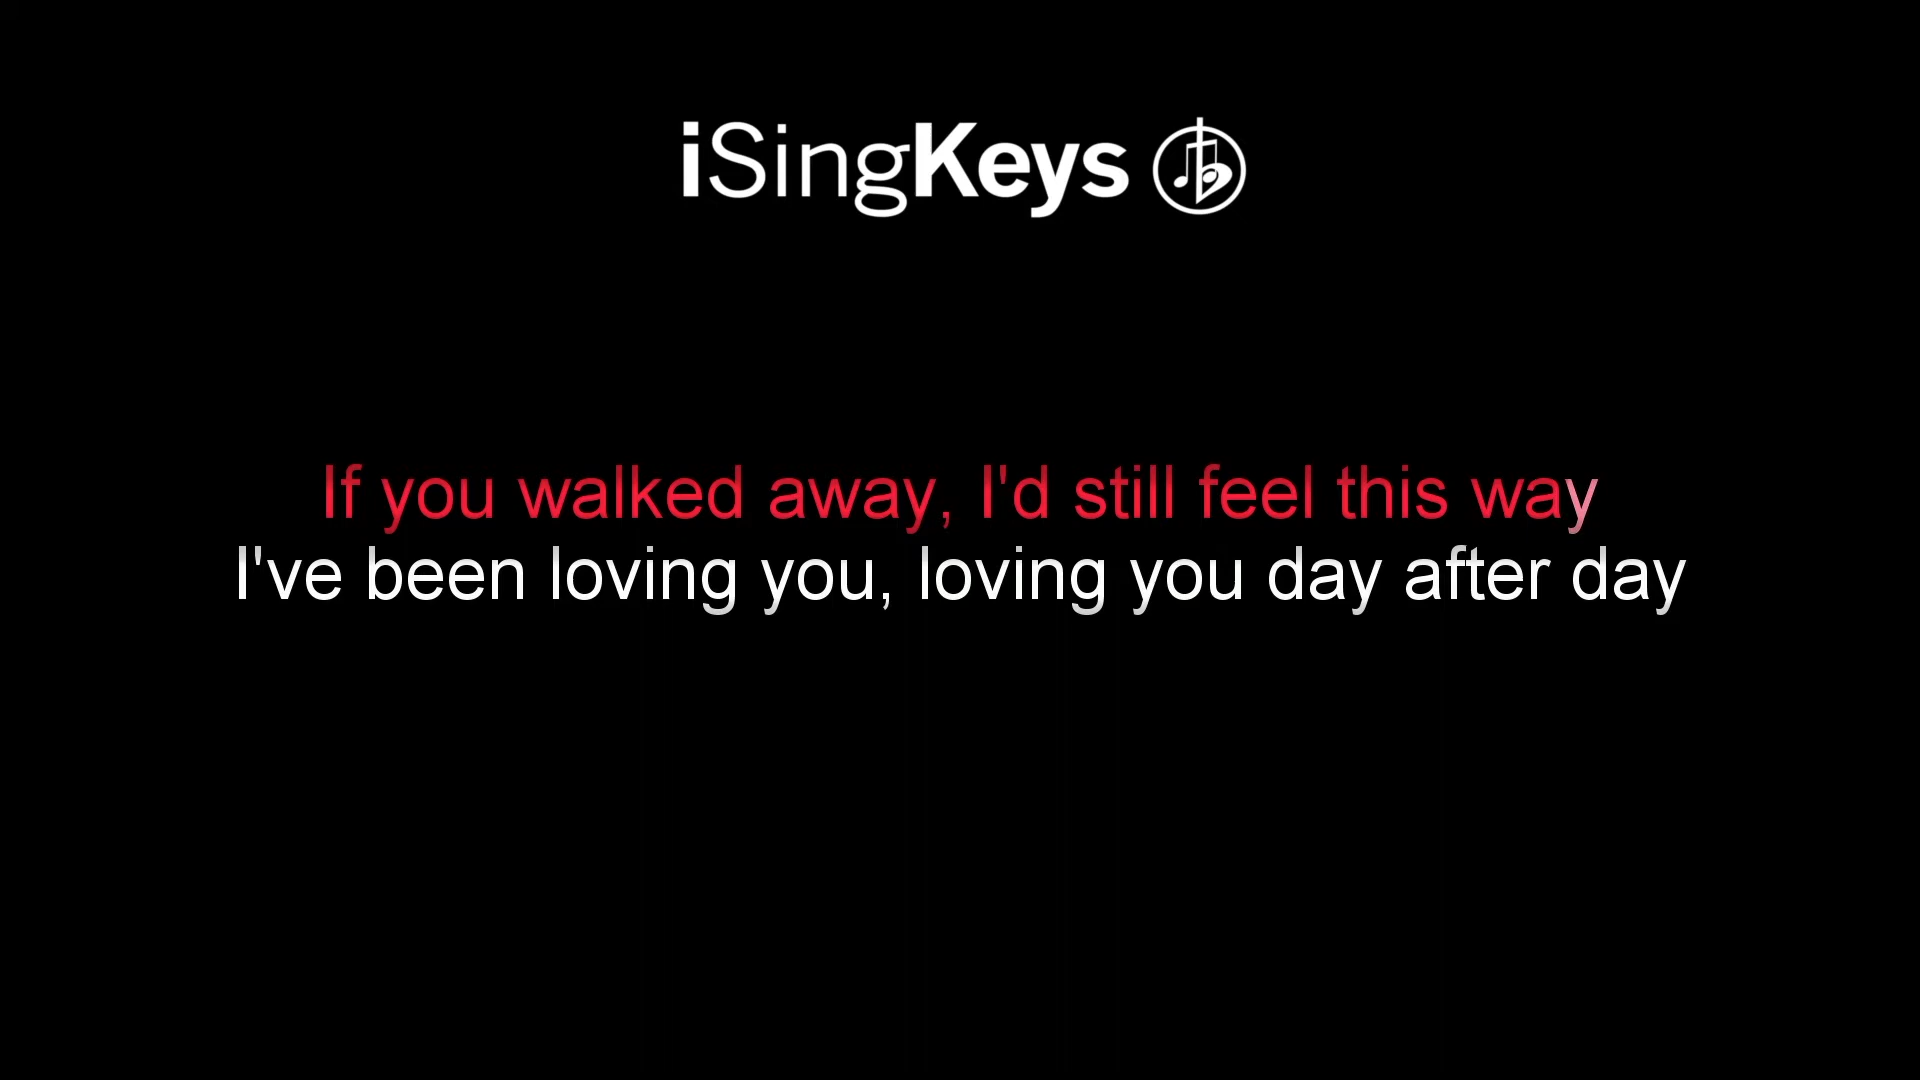 iSingKeys
If you walked away, I'd still feel this way
I've been loving you, loving you day after day